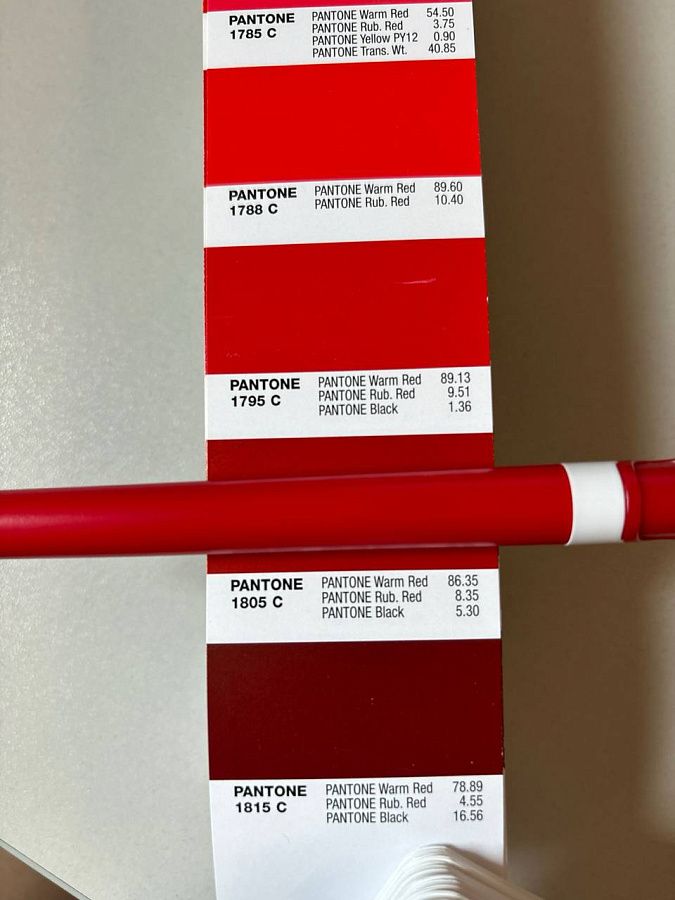 PANTONE 1785 C
PANTONE Warm Red 54.50
PANTONE Rub. Red 3.75
PANTONE Yellow PY12 0.90
PANTONE Trans. Wt. 40.85
PANTONE 1788 C
PANTONE Warm Red 89.60
PANTONE Rub. Red 10.40
PANTONE 1795 C
PANTONE Warm Red 89.13
PANTONE Rub. Red 9.51
PANTONE Black 1.36
PANTONE 1805 C
PANTONE Warm Red 86.35
PANTONE Rub. Red 8.35
PANTONE Black 5.30
PANTONE 1815 C
PANTONE Warm Red 78.89
PANTONE Rub. Red 4.55
PANTONE Black 16.56